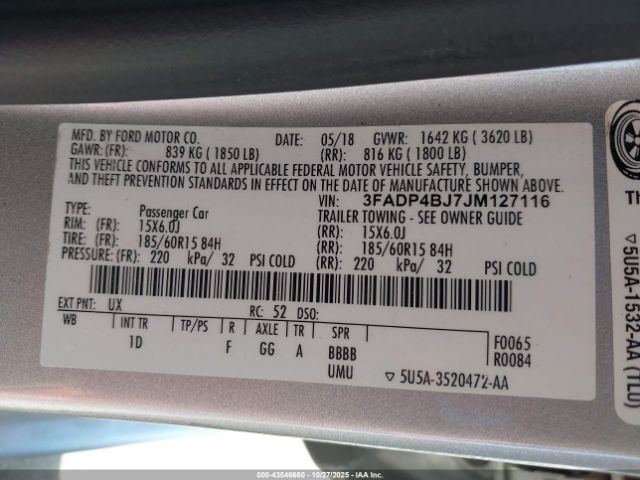 MFD. BY FORD MOTOR CO. DATE: 05/18 GVWR: 1642 KG ( 3620 LB)
GAWR: (FR): 839 KG ( 1850 LB) (RR): 816 KG ( 1800 LB)
THIS VEHICLE CONFORMS TO ALL APPLICABLE FEDERAL MOTOR VEHICLE SAFETY, BUMPER,
AND THEFT PREVENTION STANDARDS IN EFFECT ON THE DATE OF MANUFACTURE SHOWN ABOVE.
VIN: 3FADP4BJ7JM127116
TYPE: Passenger Car TRAILER TOWING - SEE OWNER GUIDE
RIM: (FR) 15X6.0J (RR): 15X6.0J
TIRE: (FR) 185/60R15 84H (RR): 185/60R15 84H
PRESSURE: (FR): 220 kPa/ 32 PSI COLD (RR): 220 kPa/ 32 PSI COLD
EXT PNT: UX RC: 52 DSO:
WB INT TR TP/PS R AXLE TR SPR
1D F GG A BBBB
UMU
F0065
R0084
▽ 5U5A-3520472-AA
Th
▽ 5U5A-1532-AA (TLU)
000-43546660 - 10/27/2025 - IAA Inc.